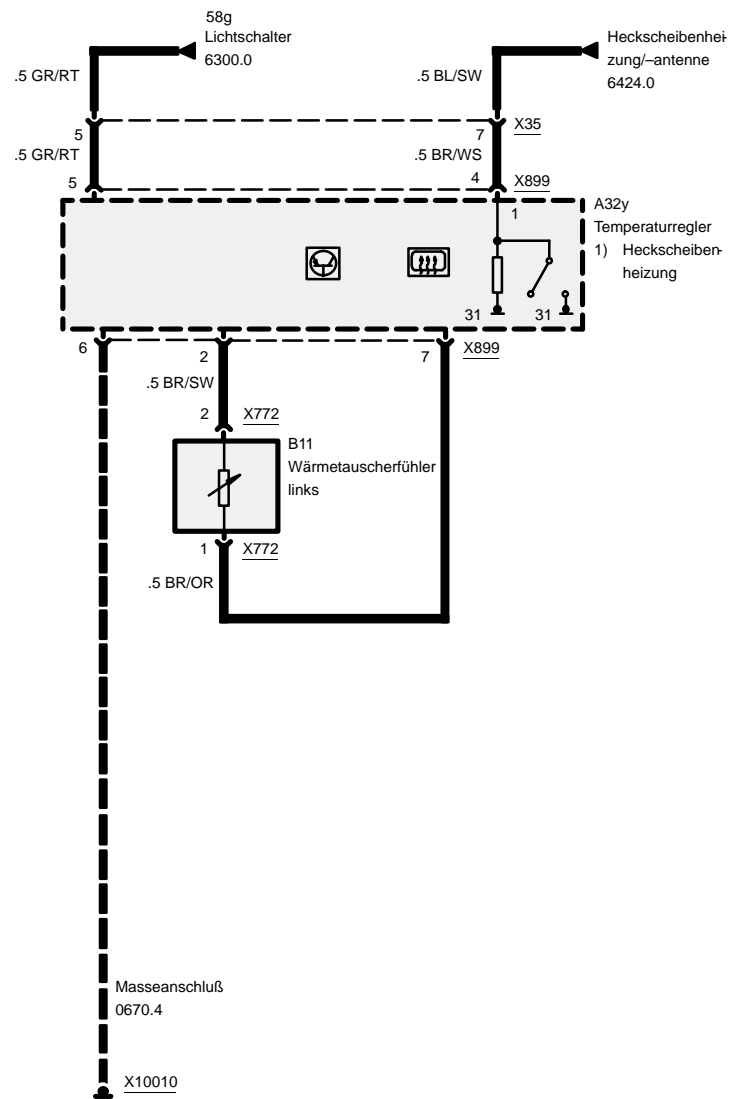 58g
Lichtschalter
6300.0
Heckscheibenhei-
zung/–antenne
6424.0
.5 GR/RT
.5 BL/SW
5
7
X35
.5 GR/RT
.5 BR/WS
5
4
X899
A32y
Temperaturregler
1) Heckscheiben-
heizung
1
31
31
6
2
7
X899
.5 BR/SW
2
X772
B11
Wärmetauscherfühler
links
1
X772
.5 BR/OR
Masseanschluß
0670.4
X10010